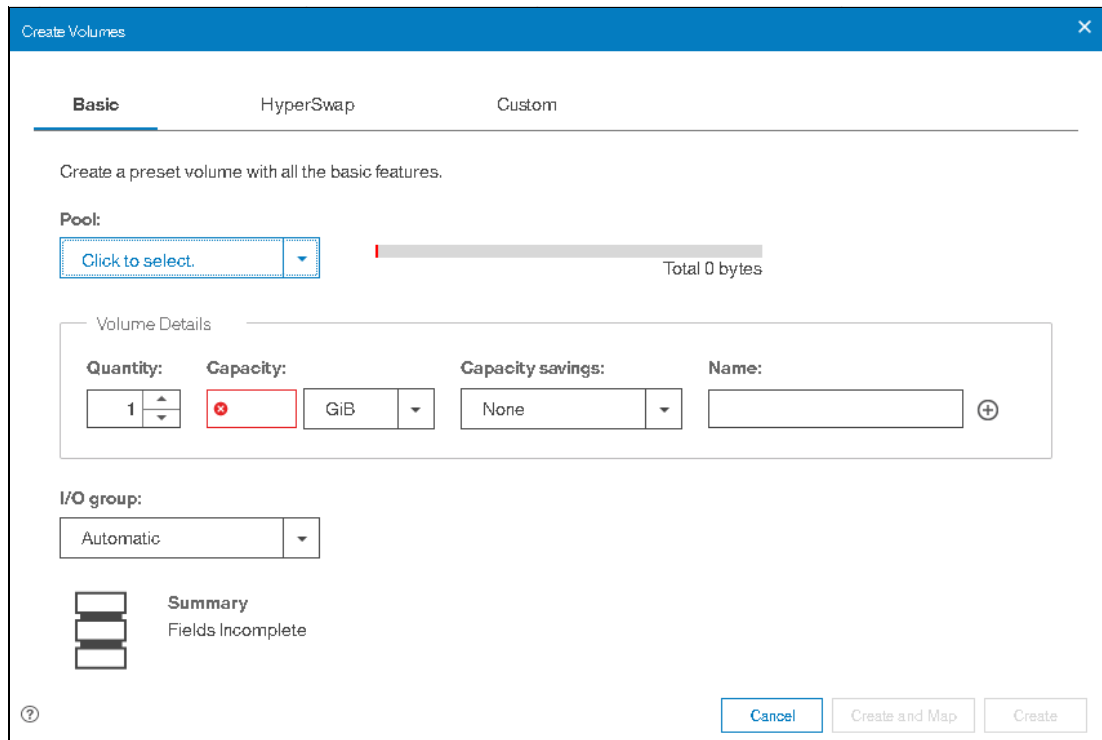 Create Volumes
Basic HyperSwap Custom
Create a preset volume with all the basic features.
Pool:
Click to select.
Total 0 bytes
Volume Details
Quantity: Capacity: Capacity savings: Name:
1 GiB None
I/O group:
Automatic
Summary
Fields Incomplete
Cancel Create and Map Create